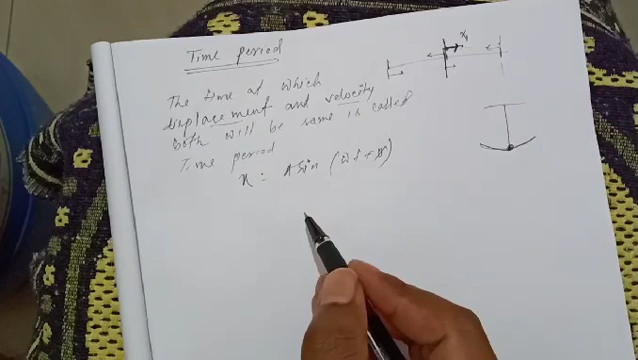 Time period
The time at which
displacement and velocity
both will be same is called
Time period
x = A sin (ωt + φ)
x₁